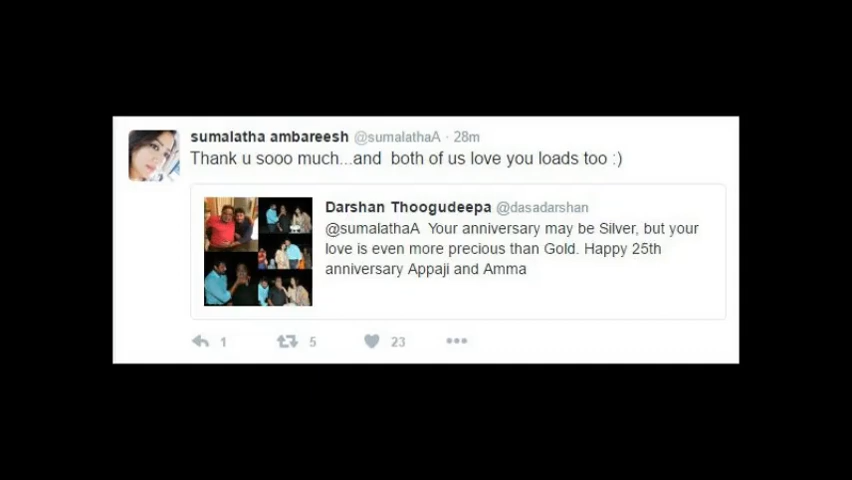 sumalatha ambareesh @sumalathaA · 28m
Thank u sooo much...and both of us love you loads too :)
Darshan Thoogudeepa @dasadarshan
@sumalathaA Your anniversary may be Silver, but your
love is even more precious than Gold. Happy 25th
anniversary Appaji and Amma
1 5 23